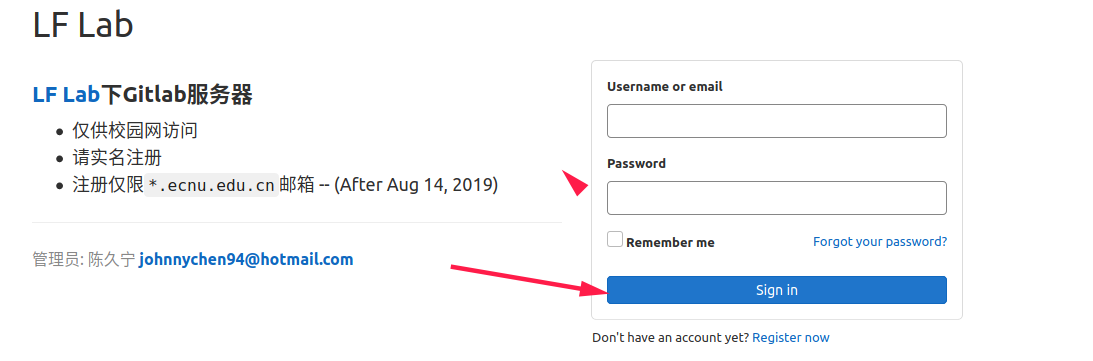 LF Lab
LF Lab下Gitlab服务器
仅供校园网访问
请实名注册
注册仅限 *.ecnu.edu.cn 邮箱 -- (After Aug 14, 2019)
管理员: 陈久宁 johnnychen94@hotmail.com
Username or email
Password
Remember me
Forgot your password?
Sign in
Don't have an account yet? Register now